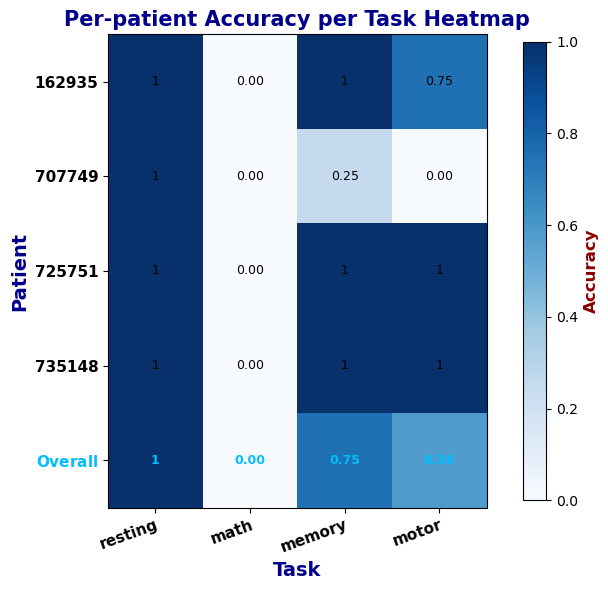 Per-patient Accuracy per Task Heatmap
162935 1 0.00 1 0.75
707749 1 0.00 0.25 0.00
725751 1 0.00 1 1
735148 1 0.00 1 1
Overall 1 0.00 0.75
resting math memory motor
Task
Patient
1.0
0.8
0.6
0.4
0.2
0.0
Accuracy